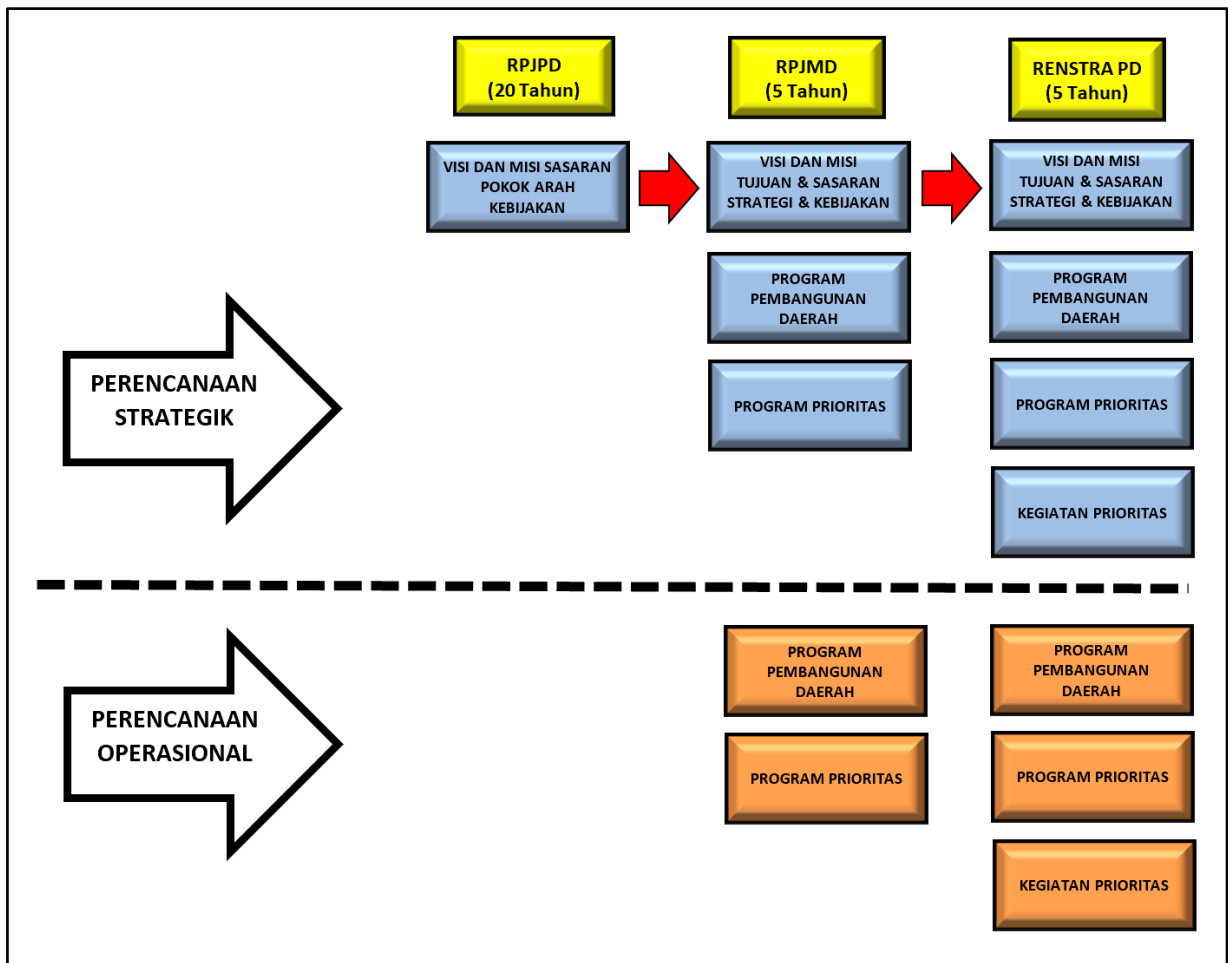 RPJPD
(20 Tahun)
RPJMD
(5 Tahun)
RENSTRA PD
(5 Tahun)
VISI DAN MISI SASARAN
POKOK ARAH
KEBIJAKAN
VISI DAN MISI
TUJUAN & SASARAN
STRATEGI & KEBIJAKAN
VISI DAN MISI
TUJUAN & SASARAN
STRATEGI & KEBIJAKAN
PROGRAM
PEMBANGUNAN
DAERAH
PROGRAM
PEMBANGUNAN
DAERAH
PERENCANAAN
STRATEGIK
PROGRAM PRIORITAS
PROGRAM PRIORITAS
KEGIATAN PRIORITAS
PROGRAM
PEMBANGUNAN
DAERAH
PROGRAM
PEMBANGUNAN
DAERAH
PERENCANAAN
OPERASIONAL
PROGRAM PRIORITAS
PROGRAM PRIORITAS
KEGIATAN PRIORITAS